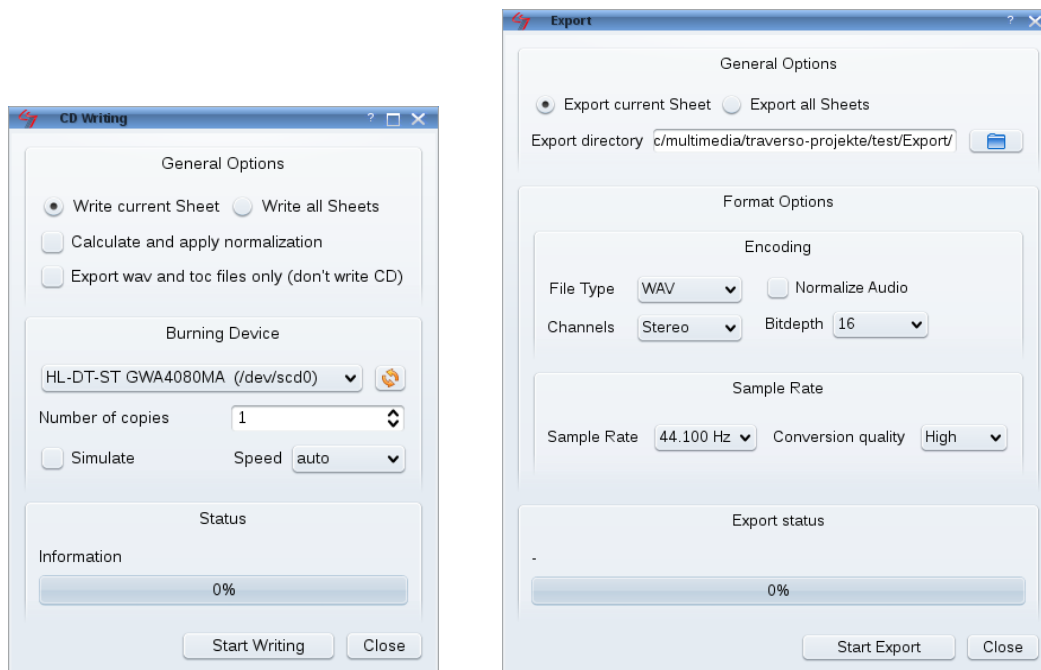 CD Writing
General Options
Write current Sheet Write all Sheets
Calculate and apply normalization
Export wav and toc files only (don't write CD)
Burning Device
HL-DT-ST GWA4080MA (/dev/scd0)
Number of copies 1
Simulate Speed auto
Status
Information
0%
Start Writing Close
? Export
General Options
Export current Sheet Export all Sheets
Export directory c/multimedia/traverso-projekte/test/Export/
Format Options
Encoding
File Type WAV Normalize Audio
Channels Stereo Bitdepth 16
Sample Rate
Sample Rate 44.100 Hz Conversion quality High
Export status
-
0%
Start Export Close